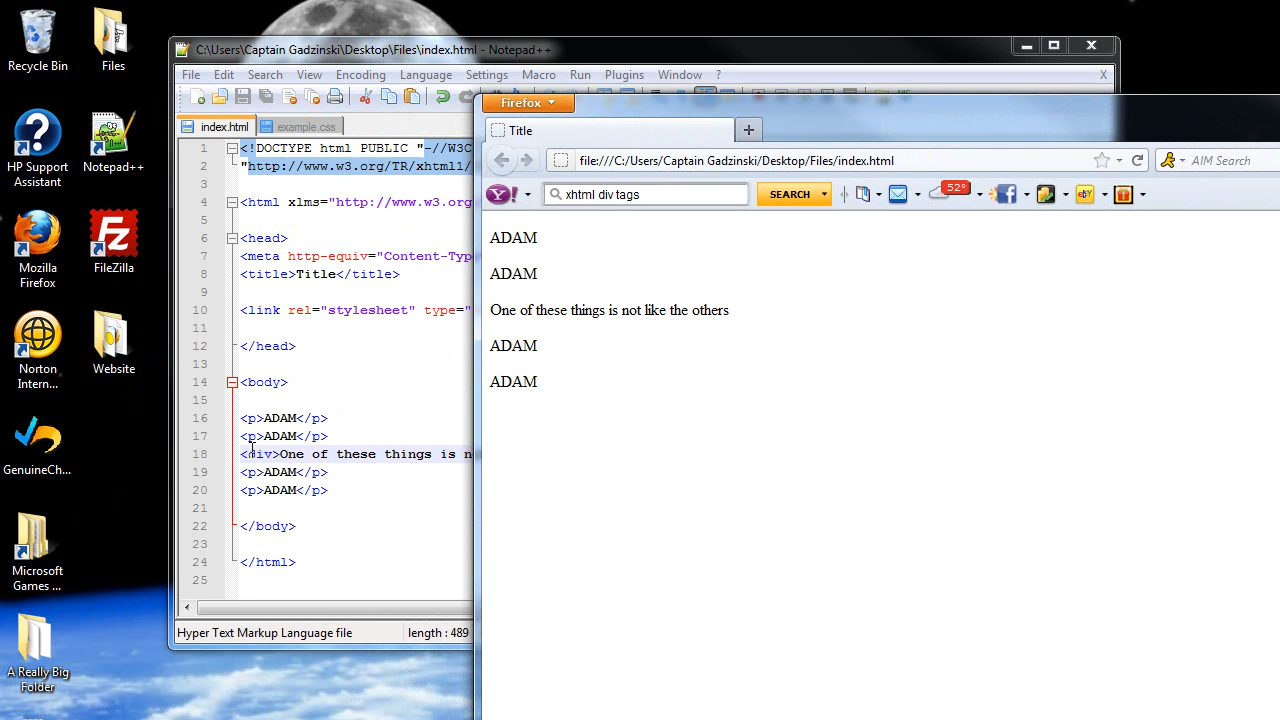 Recycle Bin
Files
HP Support
Assistant
Notepad++
Mozilla
Firefox
FileZilla
Norton
Intern...
Website
GenuineCh...
Microsoft
Games ...
A Really Big
Folder
C:\Users\Captain Gadzinski\Desktop\Files\index.html - Notepad++
File Edit Search View Encoding Language Settings Macro Run Plugins Window ? X
index.html example.css
1 <!DOCTYPE html PUBLIC "-//W3C
2 "http://www.w3.org/TR/xhtml1/
3
4 <html xlms="http://www.w3.org
5
6 <head>
7 <meta http-equiv="Content-Typ
8 <title>Title</title>
9
10 <link rel="stylesheet" type="
11
12 </head>
13
14 <body>
15
16 <p>ADAM</p>
17 <p>ADAM</p>
18 <div>One of these things is n
19 <p>ADAM</p>
20 <p>ADAM</p>
21
22 </body>
23
24 </html>
25
Hyper Text Markup Language file length : 489
Firefox
Title
file:///C:/Users/Captain Gadzinski/Desktop/Files/index.html
AIM Search
Y! xhtml div tags SEARCH 52° f ebY
ADAM
ADAM
One of these things is not like the others
ADAM
ADAM